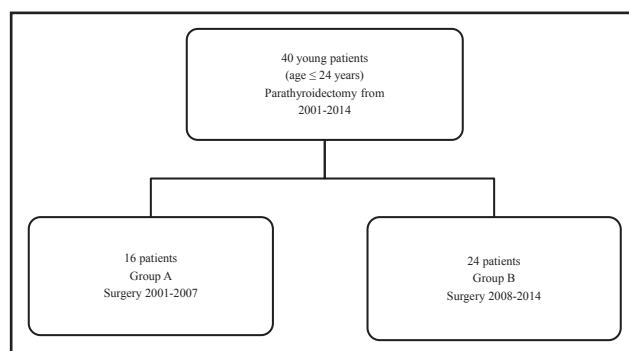 40 young patients
(age ≤ 24 years)
Parathyroidectomy from
2001-2014
16 patients
Group A
Surgery 2001-2007
24 patients
Group B
Surgery 2008-2014